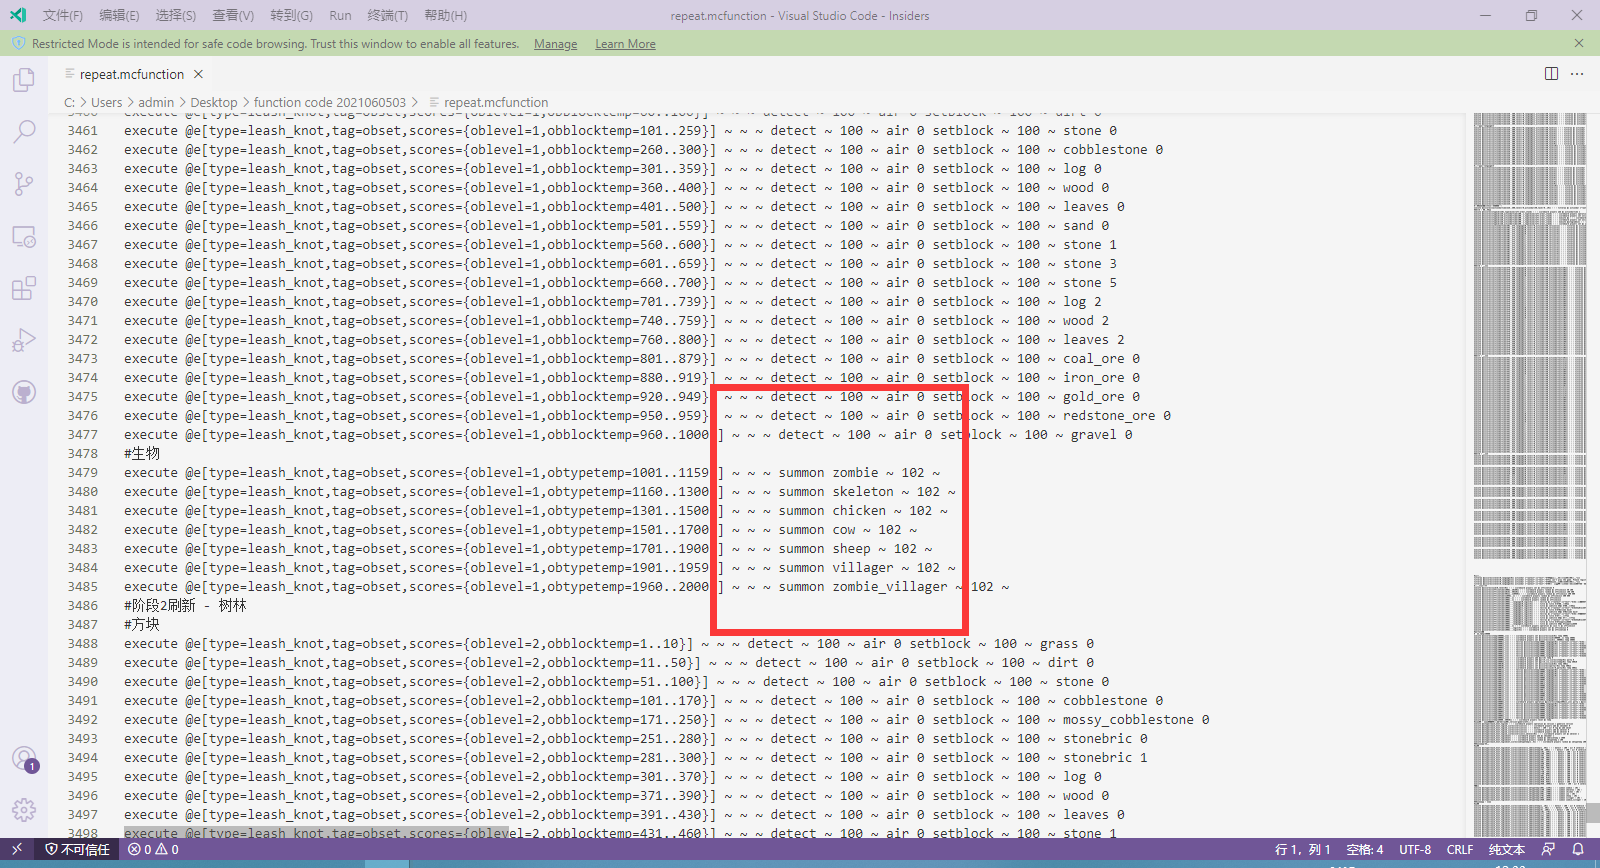 文件(F) 编辑(E) 选择(S) 查看(V) 转到(G) Run 终端(T) 帮助(H) repeat.mcfunction - Visual Studio Code - Insiders
Restricted Mode is intended for safe code browsing. Trust this window to enable all features. Manage Learn More
repeat.mcfunction
C: > Users > admin > Desktop > function code 2021060503 > repeat.mcfunction
3461 execute @e[type=leash_knot,tag=obset,scores={oblevel=1,obblocktemp=101..259}] ~ ~ ~ detect ~ 100 ~ air 0 setblock ~ 100 ~ stone 0
3462 execute @e[type=leash_knot,tag=obset,scores={oblevel=1,obblocktemp=260..300}] ~ ~ ~ detect ~ 100 ~ air 0 setblock ~ 100 ~ cobblestone 0
3463 execute @e[type=leash_knot,tag=obset,scores={oblevel=1,obblocktemp=301..359}] ~ ~ ~ detect ~ 100 ~ air 0 setblock ~ 100 ~ log 0
3464 execute @e[type=leash_knot,tag=obset,scores={oblevel=1,obblocktemp=360..400}] ~ ~ ~ detect ~ 100 ~ air 0 setblock ~ 100 ~ wood 0
3465 execute @e[type=leash_knot,tag=obset,scores={oblevel=1,obblocktemp=401..500}] ~ ~ ~ detect ~ 100 ~ air 0 setblock ~ 100 ~ leaves 0
3466 execute @e[type=leash_knot,tag=obset,scores={oblevel=1,obblocktemp=501..559}] ~ ~ ~ detect ~ 100 ~ air 0 setblock ~ 100 ~ sand 0
3467 execute @e[type=leash_knot,tag=obset,scores={oblevel=1,obblocktemp=560..600}] ~ ~ ~ detect ~ 100 ~ air 0 setblock ~ 100 ~ stone 1
3468 execute @e[type=leash_knot,tag=obset,scores={oblevel=1,obblocktemp=601..659}] ~ ~ ~ detect ~ 100 ~ air 0 setblock ~ 100 ~ stone 3
3469 execute @e[type=leash_knot,tag=obset,scores={oblevel=1,obblocktemp=660..700}] ~ ~ ~ detect ~ 100 ~ air 0 setblock ~ 100 ~ stone 5
3470 execute @e[type=leash_knot,tag=obset,scores={oblevel=1,obblocktemp=701..739}] ~ ~ ~ detect ~ 100 ~ air 0 setblock ~ 100 ~ log 2
3471 execute @e[type=leash_knot,tag=obset,scores={oblevel=1,obblocktemp=740..759}] ~ ~ ~ detect ~ 100 ~ air 0 setblock ~ 100 ~ wood 2
3472 execute @e[type=leash_knot,tag=obset,scores={oblevel=1,obblocktemp=760..800}] ~ ~ ~ detect ~ 100 ~ air 0 setblock ~ 100 ~ leaves 2
3473 execute @e[type=leash_knot,tag=obset,scores={oblevel=1,obblocktemp=801..879}] ~ ~ ~ detect ~ 100 ~ air 0 setblock ~ 100 ~ coal_ore 0
3474 execute @e[type=leash_knot,tag=obset,scores={oblevel=1,obblocktemp=880..919}] ~ ~ ~ detect ~ 100 ~ air 0 setblock ~ 100 ~ iron_ore 0
3475 execute @e[type=leash_knot,tag=obset,scores={oblevel=1,obblocktemp=920..949}] ~ ~ ~ detect ~ 100 ~ air 0 setblock ~ 100 ~ gold_ore 0
3476 execute @e[type=leash_knot,tag=obset,scores={oblevel=1,obblocktemp=950..959}] ~ ~ ~ detect ~ 100 ~ air 0 setblock ~ 100 ~ redstone_ore 0
3477 execute @e[type=leash_knot,tag=obset,scores={oblevel=1,obblocktemp=960..1000}] ~ ~ ~ detect ~ 100 ~ air 0 setblock ~ 100 ~ gravel 0
3478 #生物
3479 execute @e[type=leash_knot,tag=obset,scores={oblevel=1,obtypetemp=1001..1159}] ~ ~ ~ summon zombie ~ 102 ~
3480 execute @e[type=leash_knot,tag=obset,scores={oblevel=1,obtypetemp=1160..1300}] ~ ~ ~ summon skeleton ~ 102 ~
3481 execute @e[type=leash_knot,tag=obset,scores={oblevel=1,obtypetemp=1301..1500}] ~ ~ ~ summon chicken ~ 102 ~
3482 execute @e[type=leash_knot,tag=obset,scores={oblevel=1,obtypetemp=1501..1700}] ~ ~ ~ summon cow ~ 102 ~
3483 execute @e[type=leash_knot,tag=obset,scores={oblevel=1,obtypetemp=1701..1900}] ~ ~ ~ summon sheep ~ 102 ~
3484 execute @e[type=leash_knot,tag=obset,scores={oblevel=1,obtypetemp=1901..1959}] ~ ~ ~ summon villager ~ 102 ~
3485 execute @e[type=leash_knot,tag=obset,scores={oblevel=1,obtypetemp=1960..2000}] ~ ~ ~ summon zombie_villager ~ 102 ~
3486 #阶段2刷新 - 树林
3487 #方块
3488 execute @e[type=leash_knot,tag=obset,scores={oblevel=2,obblocktemp=1..10}] ~ ~ ~ detect ~ 100 ~ air 0 setblock ~ 100 ~ grass 0
3489 execute @e[type=leash_knot,tag=obset,scores={oblevel=2,obblocktemp=11..50}] ~ ~ ~ detect ~ 100 ~ air 0 setblock ~ 100 ~ dirt 0
3490 execute @e[type=leash_knot,tag=obset,scores={oblevel=2,obblocktemp=51..100}] ~ ~ ~ detect ~ 100 ~ air 0 setblock ~ 100 ~ stone 0
3491 execute @e[type=leash_knot,tag=obset,scores={oblevel=2,obblocktemp=101..170}] ~ ~ ~ detect ~ 100 ~ air 0 setblock ~ 100 ~ cobblestone 0
3492 execute @e[type=leash_knot,tag=obset,scores={oblevel=2,obblocktemp=171..250}] ~ ~ ~ detect ~ 100 ~ air 0 setblock ~ 100 ~ mossy_cobblestone 0
3493 execute @e[type=leash_knot,tag=obset,scores={oblevel=2,obblocktemp=251..280}] ~ ~ ~ detect ~ 100 ~ air 0 setblock ~ 100 ~ stonebric 0
3494 execute @e[type=leash_knot,tag=obset,scores={oblevel=2,obblocktemp=281..300}] ~ ~ ~ detect ~ 100 ~ air 0 setblock ~ 100 ~ stonebric 1
3495 execute @e[type=leash_knot,tag=obset,scores={oblevel=2,obblocktemp=301..370}] ~ ~ ~ detect ~ 100 ~ air 0 setblock ~ 100 ~ log 0
3496 execute @e[type=leash_knot,tag=obset,scores={oblevel=2,obblocktemp=371..390}] ~ ~ ~ detect ~ 100 ~ air 0 setblock ~ 100 ~ wood 0
3497 execute @e[type=leash_knot,tag=obset,scores={oblevel=2,obblocktemp=391..430}] ~ ~ ~ detect ~ 100 ~ air 0 setblock ~ 100 ~ leaves 0
3498 execute @e[type=leash_knot,tag=obset,scores={oblevel=2,obblocktemp=431..460}] ~ ~ ~ detect ~ 100 ~ air 0 setblock ~ 100 ~ stone 1
1
不可信任 0 0 行 1，列 1 空格: 4 UTF-8 CRLF 纯文本